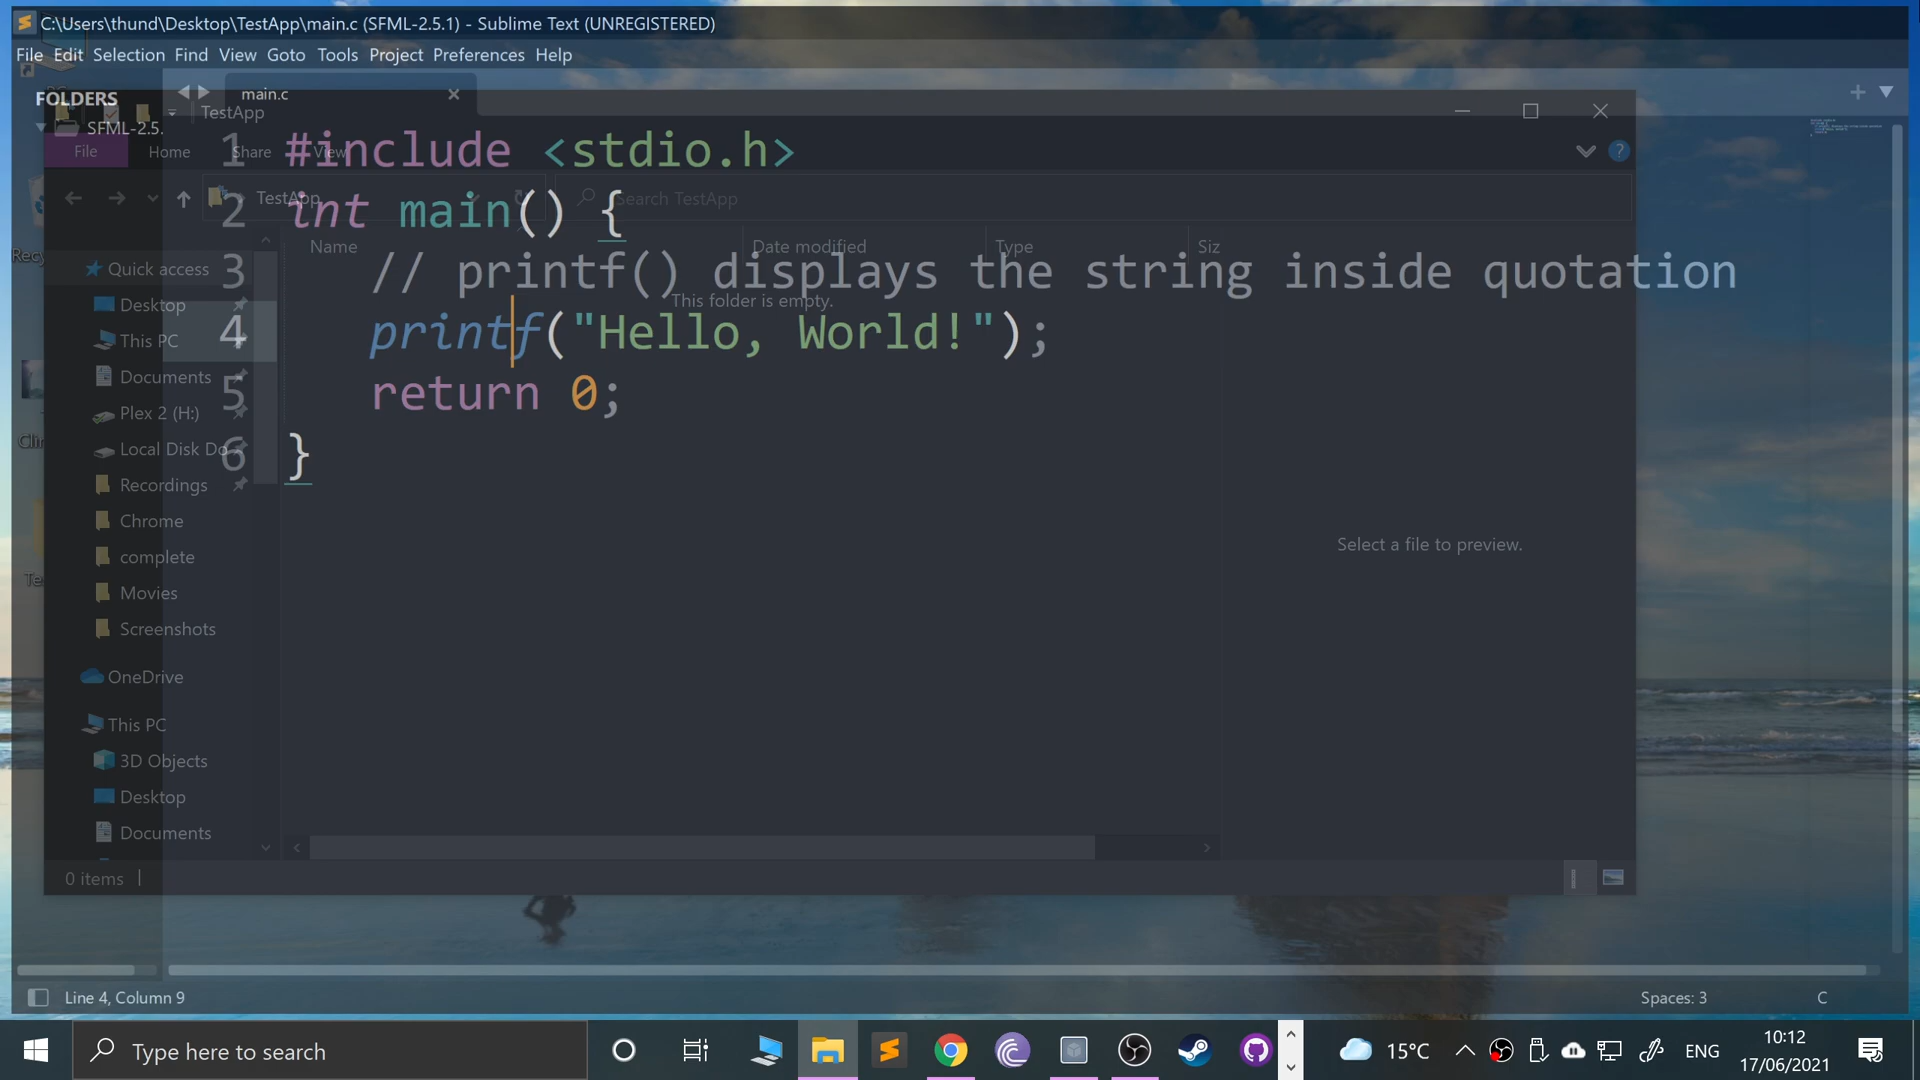 C:\Users\thund\Desktop\TestApp\main.c (SFML-2.5.1) - Sublime Text (UNREGISTERED)
File Edit Selection Find View Goto Tools Project Preferences Help
FOLDERS
main.c
TestApp
SFML-2.5.
File Home Share View
1 #include <stdio.h>
TestApp
Search TestApp
2 int main() {
Name Date modified Type Siz
3 // printf() displays the string inside quotation
This folder is empty.
4 printf("Hello, World!");
5 return 0;
6 }
Quick access
Desktop
This PC
Documents
Plex 2 (H:)
Local Disk Do
Recordings
Chrome
complete
Movies
Screenshots
OneDrive
This PC
3D Objects
Desktop
Documents
Select a file to preview.
0 items
Line 4, Column 9
Spaces: 3
C
Type here to search
15°C
ENG
10:12
17/06/2021